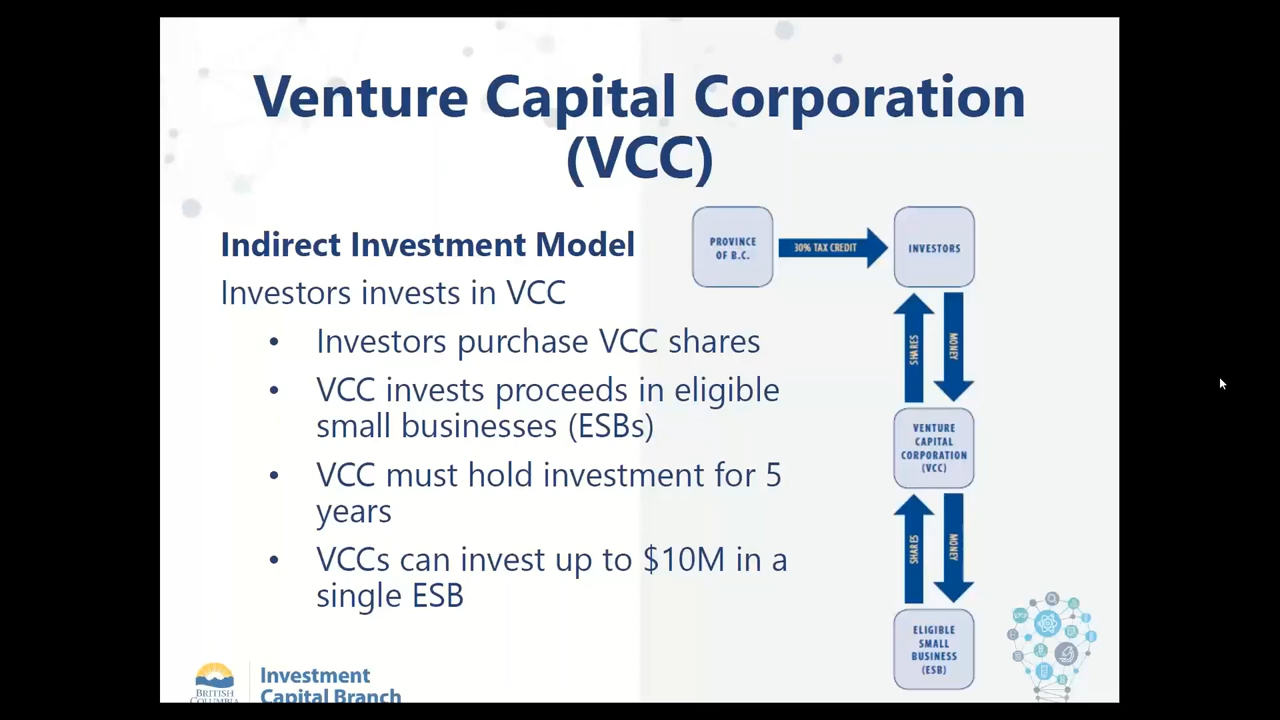 Venture Capital Corporation
(VCC)
Indirect Investment Model
Investors invests in VCC
• Investors purchase VCC shares
• VCC invests proceeds in eligible
small businesses (ESBs)
• VCC must hold investment for 5
years
• VCCs can invest up to $10M in a
single ESB
PROVINCE
OF B.C.
30% TAX CREDIT
INVESTORS
SHARES
MONEY
VENTURE
CAPITAL
CORPORATION
(VCC)
SHARES
MONEY
ELIGIBLE
SMALL
BUSINESS
(ESB)
BRITISH
COLUMBIA
Investment
Capital Branch